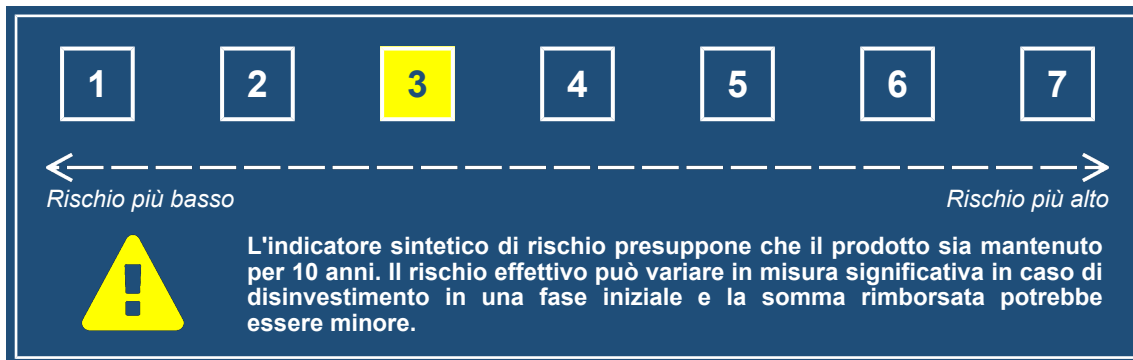 1 2 3 4 5 6 7
Rischio più basso Rischio più alto
L'indicatore sintetico di rischio presuppone che il prodotto sia mantenuto
per 10 anni. Il rischio effettivo può variare in misura significativa in caso di
disinvestimento in una fase iniziale e la somma rimborsata potrebbe
essere minore.